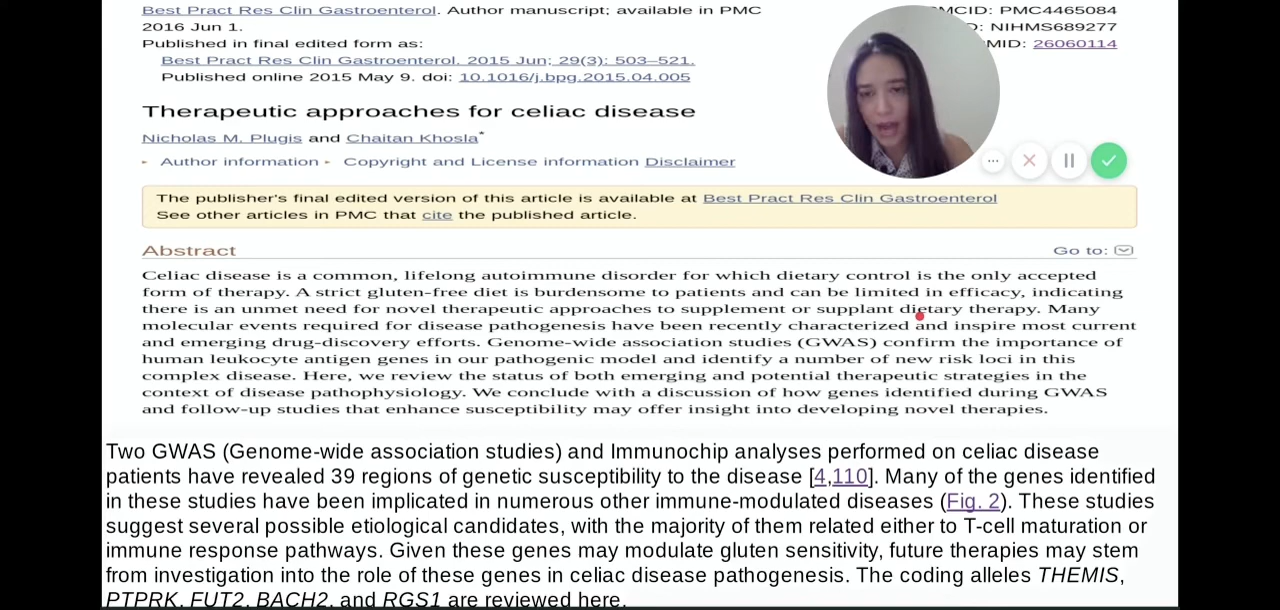 Best Pract Res Clin Gastroenterol. Author manuscript; available in PMC
2016 Jun 1.
Published in final edited form as:
Best Pract Res Clin Gastroenterol. 2015 Jun; 29(3): 503–521.
Published online 2015 May 9. doi: 10.1016/j.bpg.2015.04.005
PMCID: PMC4465084
: NIHMS689277
MID: 26060114
Therapeutic approaches for celiac disease
Nicholas M. Plugis and Chaitan Khosla*
Author information Copyright and License information Disclaimer
The publisher's final edited version of this article is available at Best Pract Res Clin Gastroenterol
See other articles in PMC that cite the published article.
Abstract Go to:
Celiac disease is a common, lifelong autoimmune disorder for which dietary control is the only accepted
form of therapy. A strict gluten-free diet is burdensome to patients and can be limited in efficacy, indicating
there is an unmet need for novel therapeutic approaches to supplement or supplant dietary therapy. Many
molecular events required for disease pathogenesis have been recently characterized and inspire most current
and emerging drug-discovery efforts. Genome-wide association studies (GWAS) confirm the importance of
human leukocyte antigen genes in our pathogenic model and identify a number of new risk loci in this
complex disease. Here, we review the status of both emerging and potential therapeutic strategies in the
context of disease pathophysiology. We conclude with a discussion of how genes identified during GWAS
and follow-up studies that enhance susceptibility may offer insight into developing novel therapies.
Two GWAS (Genome-wide association studies) and Immunochip analyses performed on celiac disease
patients have revealed 39 regions of genetic susceptibility to the disease [4,110]. Many of the genes identified
in these studies have been implicated in numerous other immune-modulated diseases (Fig. 2). These studies
suggest several possible etiological candidates, with the majority of them related either to T-cell maturation or
immune response pathways. Given these genes may modulate gluten sensitivity, future therapies may stem
from investigation into the role of these genes in celiac disease pathogenesis. The coding alleles THEMIS,
PTPRK, FUT2, BACH2, and RGS1 are reviewed here.